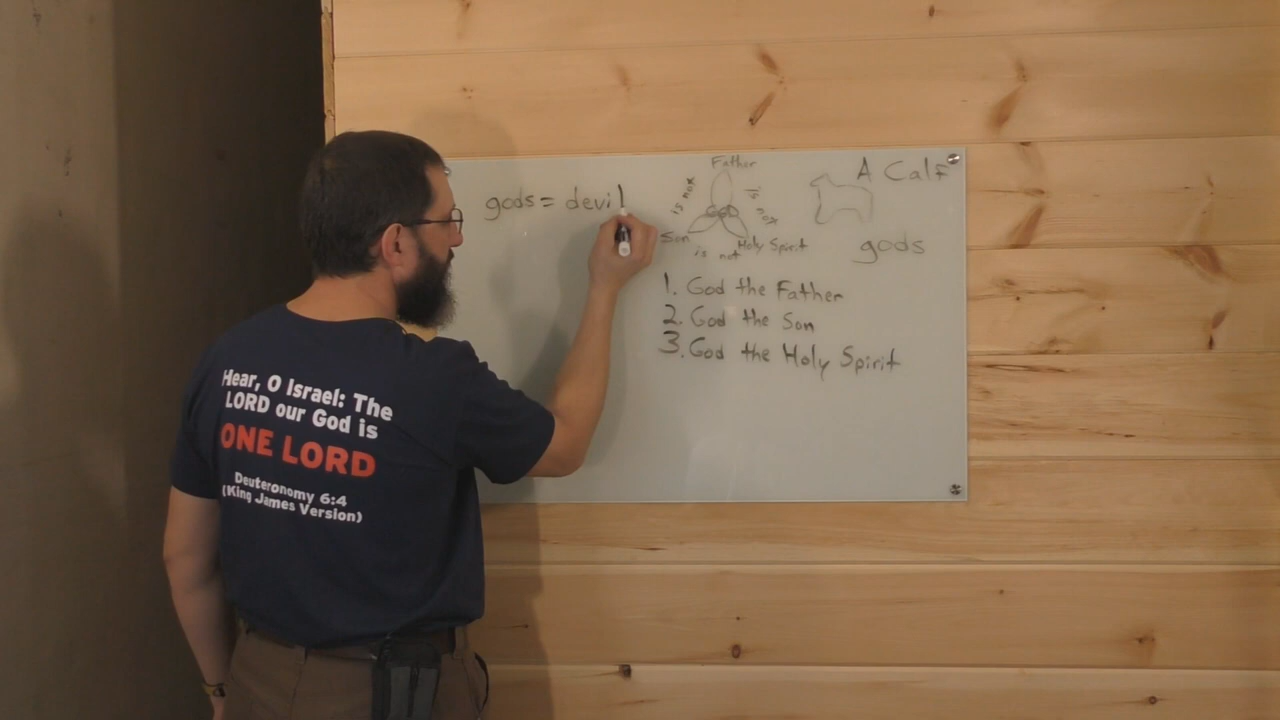 gods = devil
Father
is not
is not
God
Son
is not
Holy Spirit
A Calf
gods
1. God the Father
2. God the Son
3. God the Holy Spirit
Hear, O Israel: The
LORD our God is
ONE LORD
Deuteronomy 6:4
(King James Version)